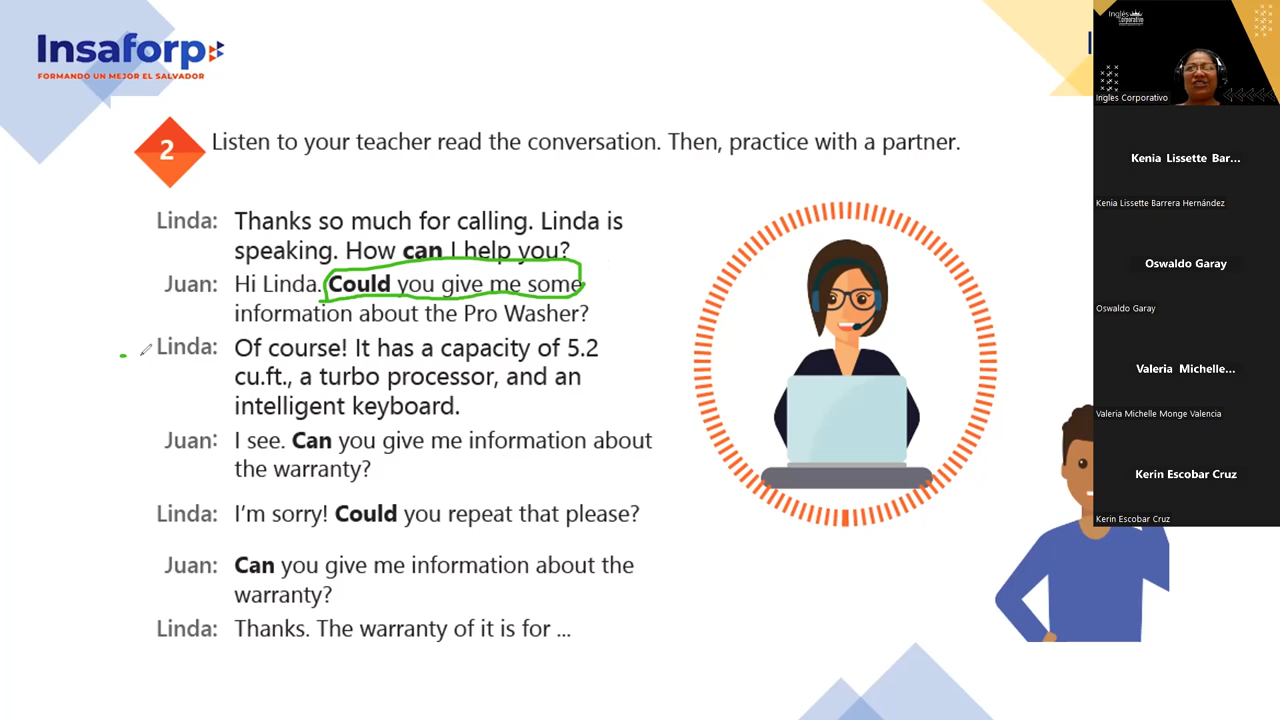 Insaforp
FORMANDO UN MEJOR EL SALVADOR
2
Listen to your teacher read the conversation. Then, practice with a partner.
Linda: Thanks so much for calling. Linda is
speaking. How can I help you?
Juan: Hi Linda. Could you give me some
information about the Pro Washer?
Linda: Of course! It has a capacity of 5.2
cu.ft., a turbo processor, and an
intelligent keyboard.
Juan: I see. Can you give me information about
the warranty?
Linda: I'm sorry! Could you repeat that please?
Juan: Can you give me information about the
warranty?
Linda: Thanks. The warranty of it is for ...
Inglés
Corporativo
Ingles Corporativo
Kenia Lissette Bar...
Kenia Lissette Barrera Hernández
Oswaldo Garay
Oswaldo Garay
Valeria Michelle...
Valeria Michelle Monge Valencia
Kerin Escobar Cruz
Kerin Escobar Cruz